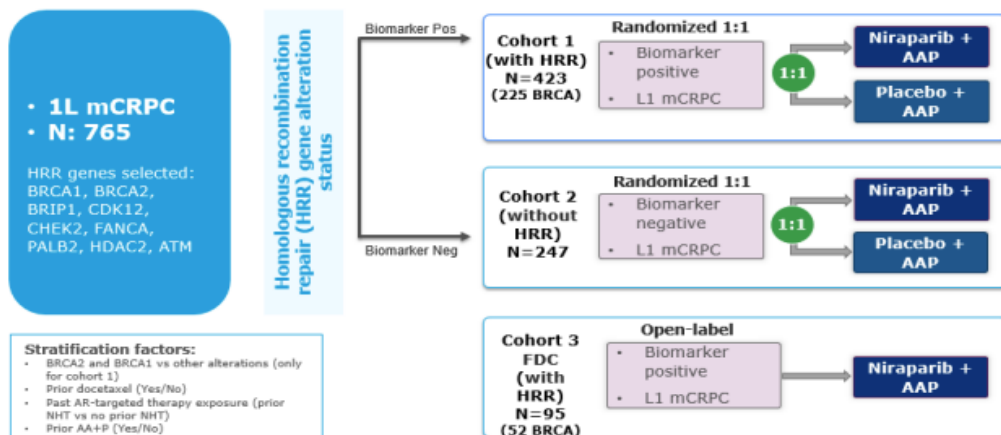 • 1L mCRPC
• N: 765
HRR genes selected:
BRCA1, BRCA2,
BRIP1, CDK12,
CHEK2, FANCA,
PALB2, HDAC2, ATM
Homologous recombination
repair (HRR) gene alteration
status
Biomarker Pos
Biomarker Neg
Cohort 1
(with HRR)
N=423
(225 BRCA)
Randomized 1:1
• Biomarker
positive
• L1 mCRPC
1:1
Niraparib +
AAP
Placebo +
AAP
Cohort 2
(without
HRR)
N=247
Randomized 1:1
• Biomarker
negative
• L1 mCRPC
1:1
Niraparib +
AAP
Placebo +
AAP
Cohort 3
FDC
(with
HRR)
N=95
(52 BRCA)
Open-label
• Biomarker
positive
• L1 mCRPC
Niraparib +
AAP
Stratification factors:
• BRCA2 and BRCA1 vs other alterations (only
for cohort 1)
• Prior docetaxel (Yes/No)
• Past AR-targeted therapy exposure (prior
NHT vs no prior NHT)
• Prior AA+P (Yes/No)